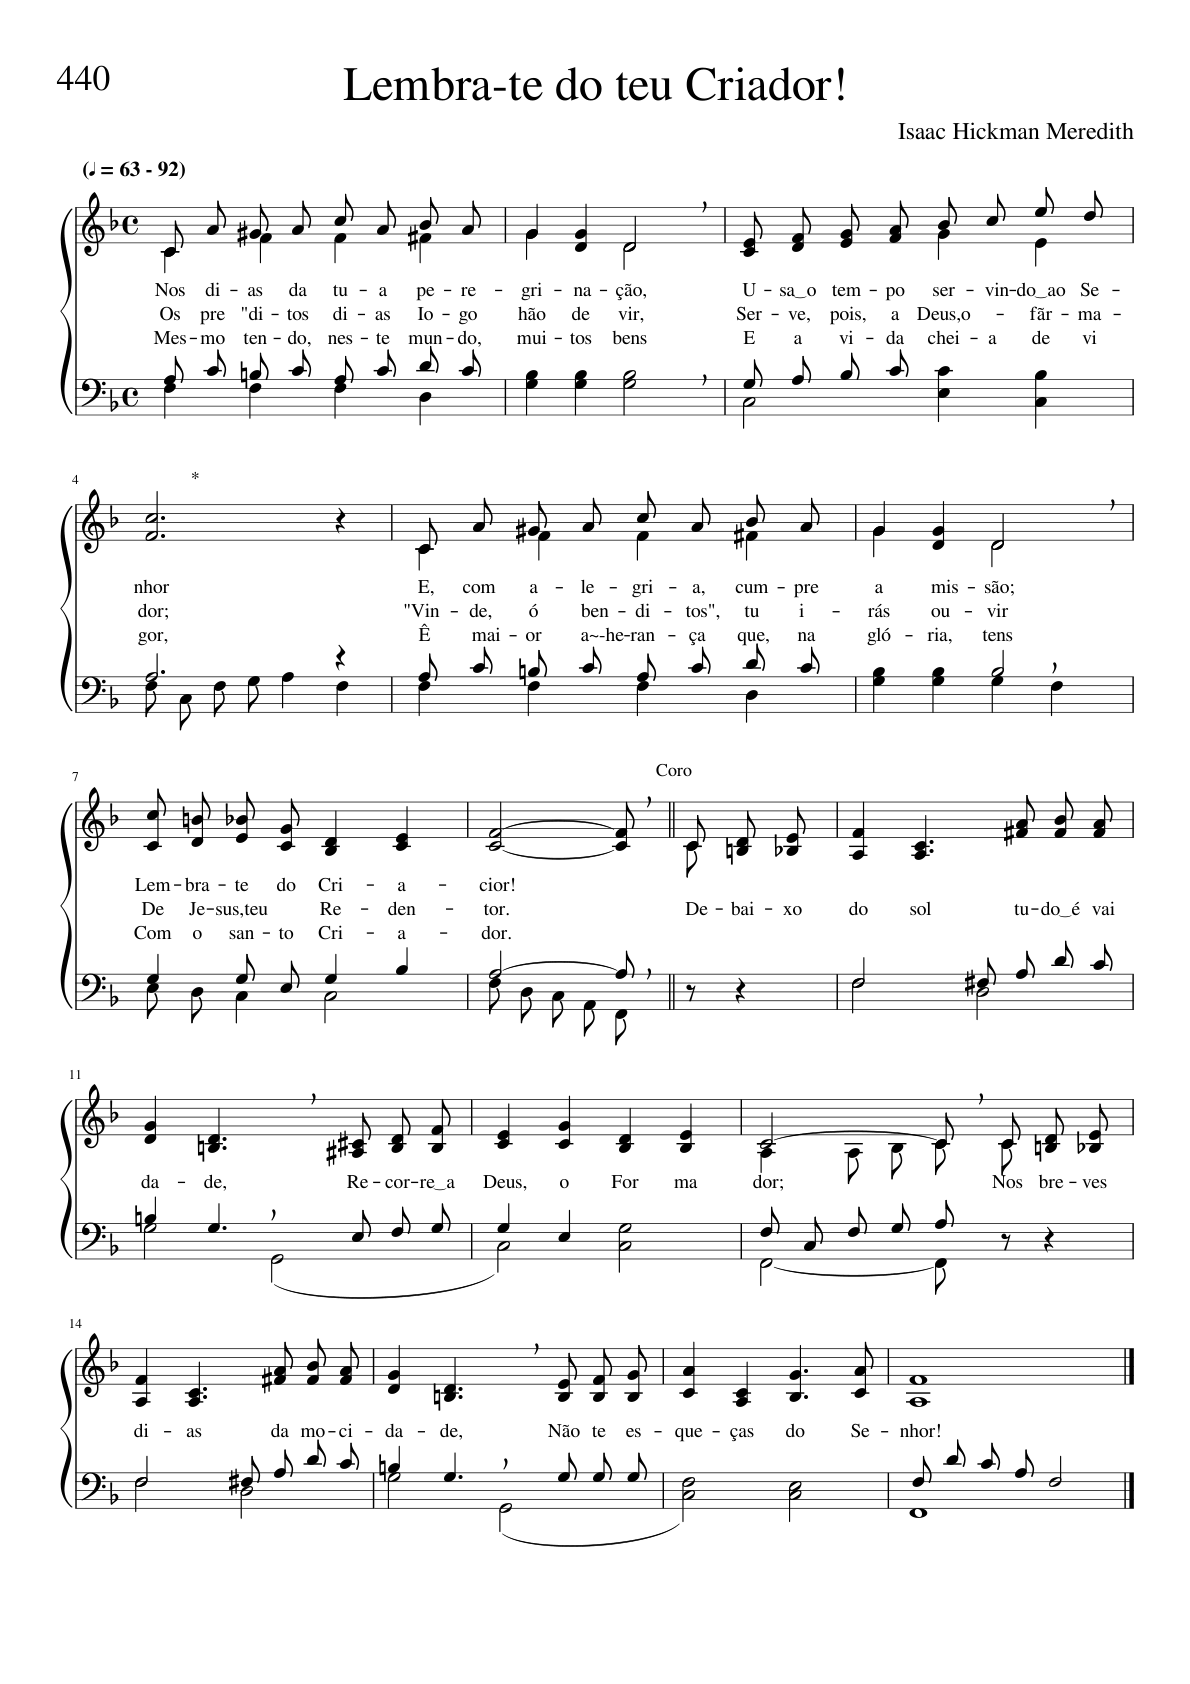 440
Lembra-te do teu Criador!
Isaac Hickman Meredith
(♩ = 63 - 92)
Nos di - as da tu - a pe - re - gri - na - ção, U - sa‿o tem - po ser - vin - do‿ao Se -
Os pre "di - tos di - as lo - go hão de vir, Ser - ve, pois, a Deus,o - fãr - ma -
Mes - mo ten - do, nes - te mun - do, mui - tos bens E a vi - da chei - a de vi
4
*
nhor E, com a - le - gri - a, cum - pre a mis - são;
dor; "Vin - de, ó ben - di - tos", tu i - rás ou - vir
gor, Ê mai - or a~-he - ran - ça que, na gló - ria, tens
7
Coro
Lem - bra - te do Cri - a - cior!
De Je - sus,teu Re - den - tor. De - bai - xo do sol tu - do‿é vai
Com o san - to Cri - a - dor.
11
da - de, Re - cor - re‿a Deus, o For ma dor; Nos bre - ves
14
di - as da mo - ci - da - de, Não te es - que - ças do Se - nhor!